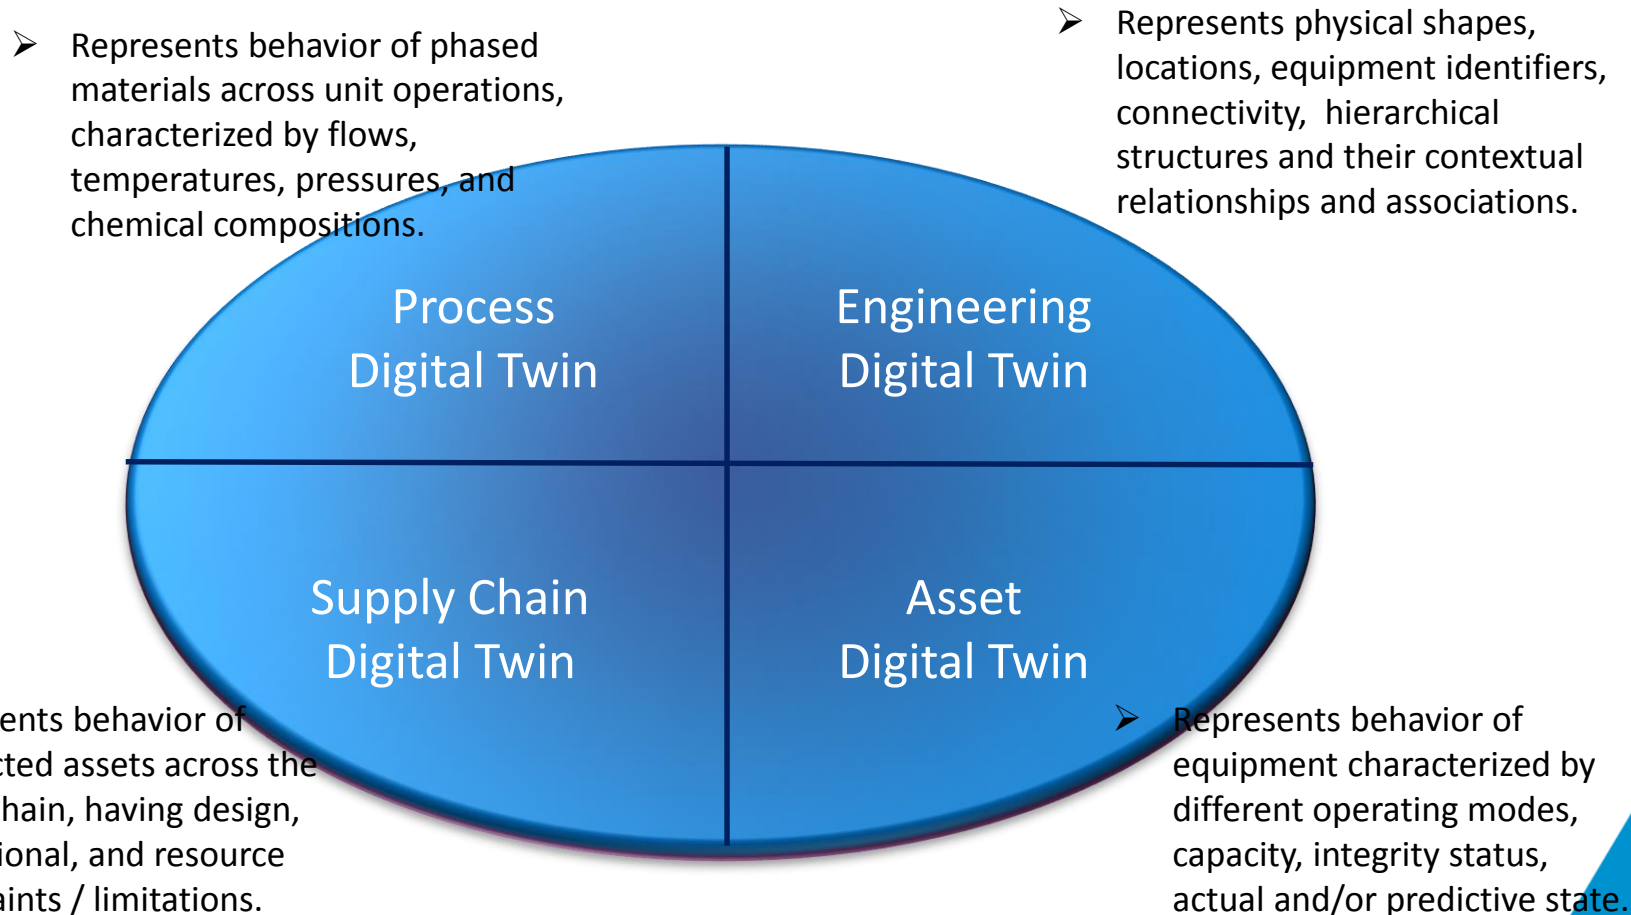 ➢ Represents behavior of phased
materials across unit operations,
characterized by flows,
temperatures, pressures, and
chemical compositions.
➢ Represents physical shapes,
locations, equipment identifiers,
connectivity, hierarchical
structures and their contextual
relationships and associations.
Process
Digital Twin
Engineering
Digital Twin
Supply Chain
Digital Twin
Asset
Digital Twin
ents behavior of
cted assets across the
hain, having design,
ional, and resource
aints / limitations.
➢ Represents behavior of
equipment characterized by
different operating modes,
capacity, integrity status,
actual and/or predictive state.